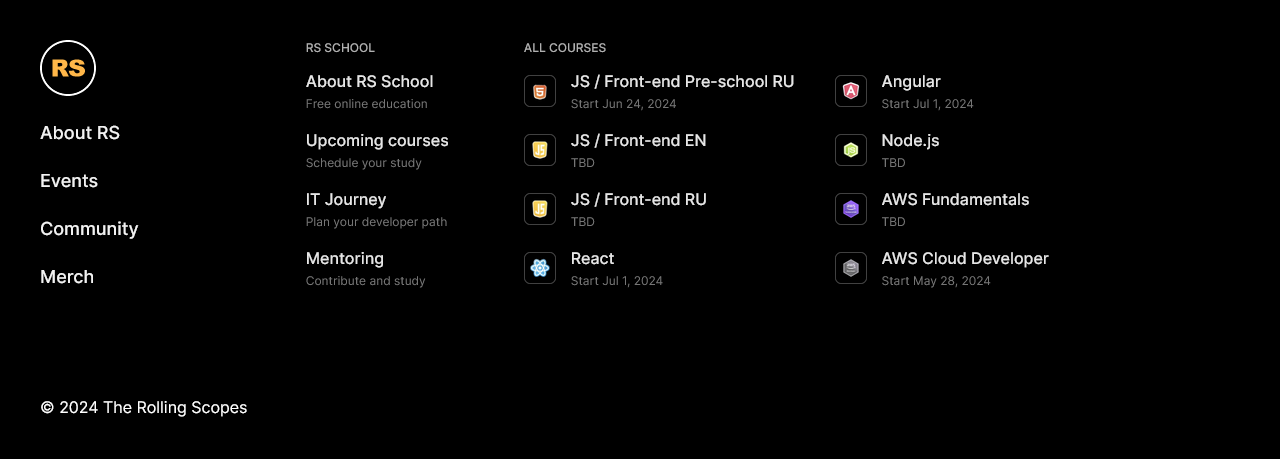 RS
About RS
Events
Community
Merch
RS SCHOOL
About RS School
Free online education
Upcoming courses
Schedule your study
IT Journey
Plan your developer path
Mentoring
Contribute and study
ALL COURSES
JS / Front-end Pre-school RU
Start Jun 24, 2024
JS / Front-end EN
TBD
JS / Front-end RU
TBD
React
Start Jul 1, 2024
Angular
Start Jul 1, 2024
Node.js
TBD
AWS Fundamentals
TBD
AWS Cloud Developer
Start May 28, 2024
© 2024 The Rolling Scopes